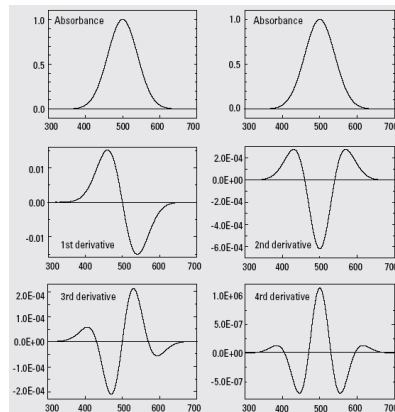 Absorbance
1.0
0.5
0.0
300 400 500 600 700
Absorbance
1.0
0.5
0.0
300 400 500 600 700
0.01
0.00
-0.01
1st derivative
300 400 500 600 700
2.0E-04
0.0E+00
-2.0E-04
-4.0E-04
-6.0E-04
2nd derivative
300 400 500 600 700
3rd derivative
2.0E-04
1.0E-04
0.0E+00
-1.0E-04
-2.0E-04
300 400 500 600 700
4rd derivative
1.0E+06
5.0E-07
0.0E+00
-5.0E-07
300 400 500 600 700